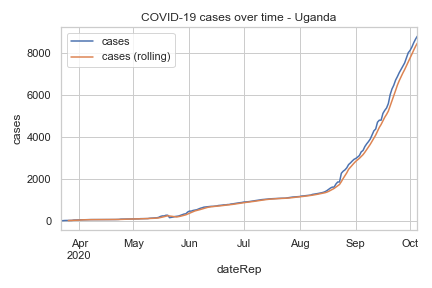 COVID-19 cases over time - Uganda
cases
cases (rolling)
8000
6000
4000
2000
0
cases
Apr May Jun Jul Aug Sep Oct
2020
dateRep